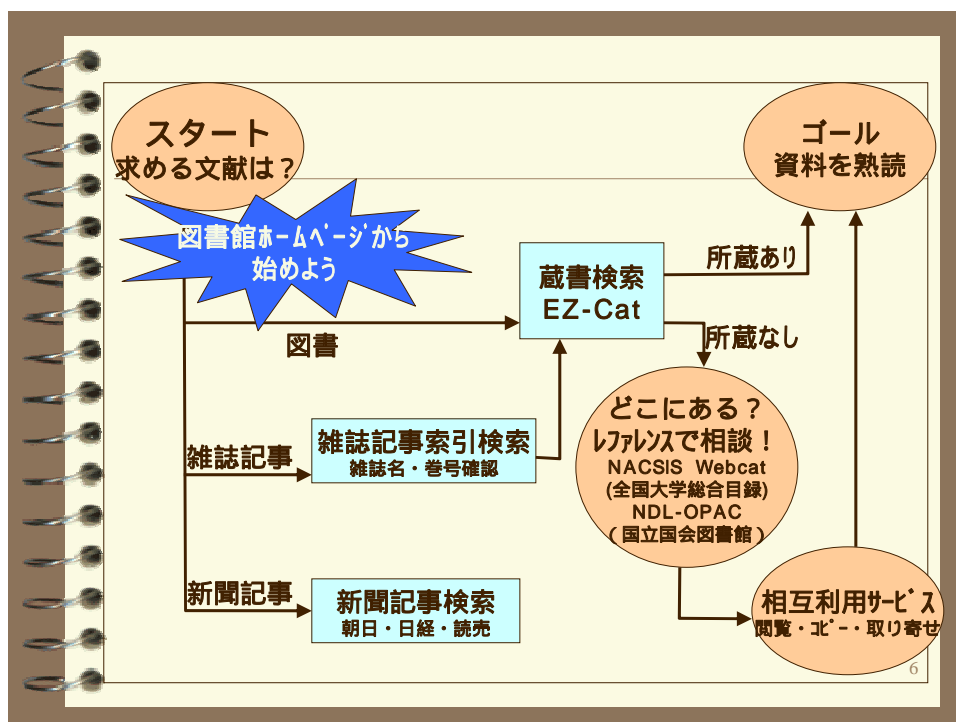 スタート
求める文献は？
図書館ﾎｰﾑﾍﾟｰｼﾞから
始めよう
図書
雑誌記事
雑誌記事索引検索
雑誌名・巻号確認
新聞記事
新聞記事検索
朝日・日経・読売
蔵書検索
EZ-Cat
所蔵あり
所蔵なし
ゴール
資料を熟読
どこにある？
ﾚﾌｧﾚﾝｽで相談！
NACSIS Webcat
(全国大学総合目録)
NDL-OPAC
（国立国会図書館）
相互利用ｻｰﾋﾞｽ
閲覧・ｺﾋﾟｰ・取り寄せ
6